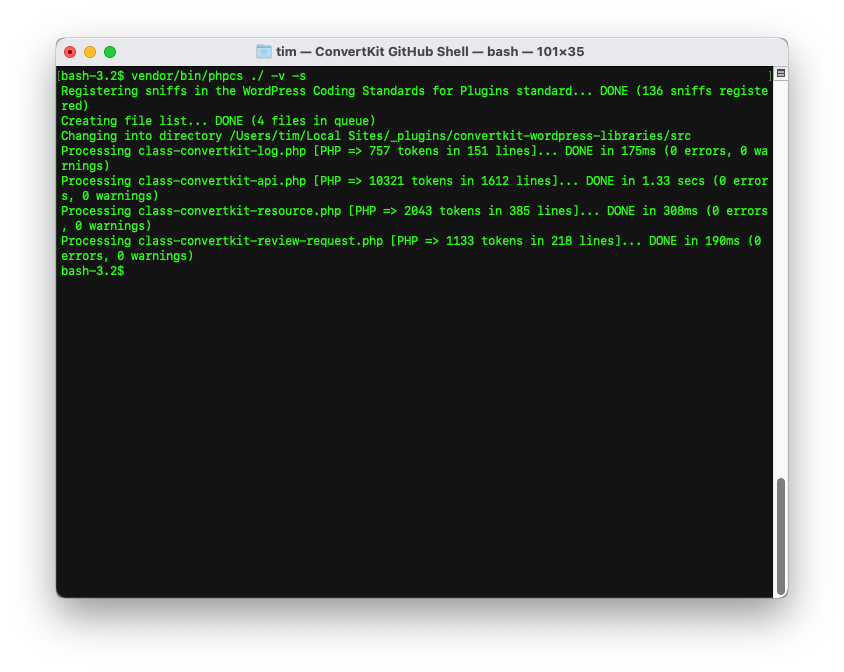 tim — ConvertKit GitHub Shell — bash — 101×35
[bash-3.2$ vendor/bin/phpcs ./ -v -s ]
Registering sniffs in the WordPress Coding Standards for Plugins standard... DONE (136 sniffs registe
red)
Creating file list... DONE (4 files in queue)
Changing into directory /Users/tim/Local Sites/_plugins/convertkit-wordpress-libraries/src
Processing class-convertkit-log.php [PHP => 757 tokens in 151 lines]... DONE in 175ms (0 errors, 0 wa
rnings)
Processing class-convertkit-api.php [PHP => 10321 tokens in 1612 lines]... DONE in 1.33 secs (0 error
s, 0 warnings)
Processing class-convertkit-resource.php [PHP => 2043 tokens in 385 lines]... DONE in 308ms (0 errors
, 0 warnings)
Processing class-convertkit-review-request.php [PHP => 1133 tokens in 218 lines]... DONE in 190ms (0 
errors, 0 warnings)
bash-3.2$